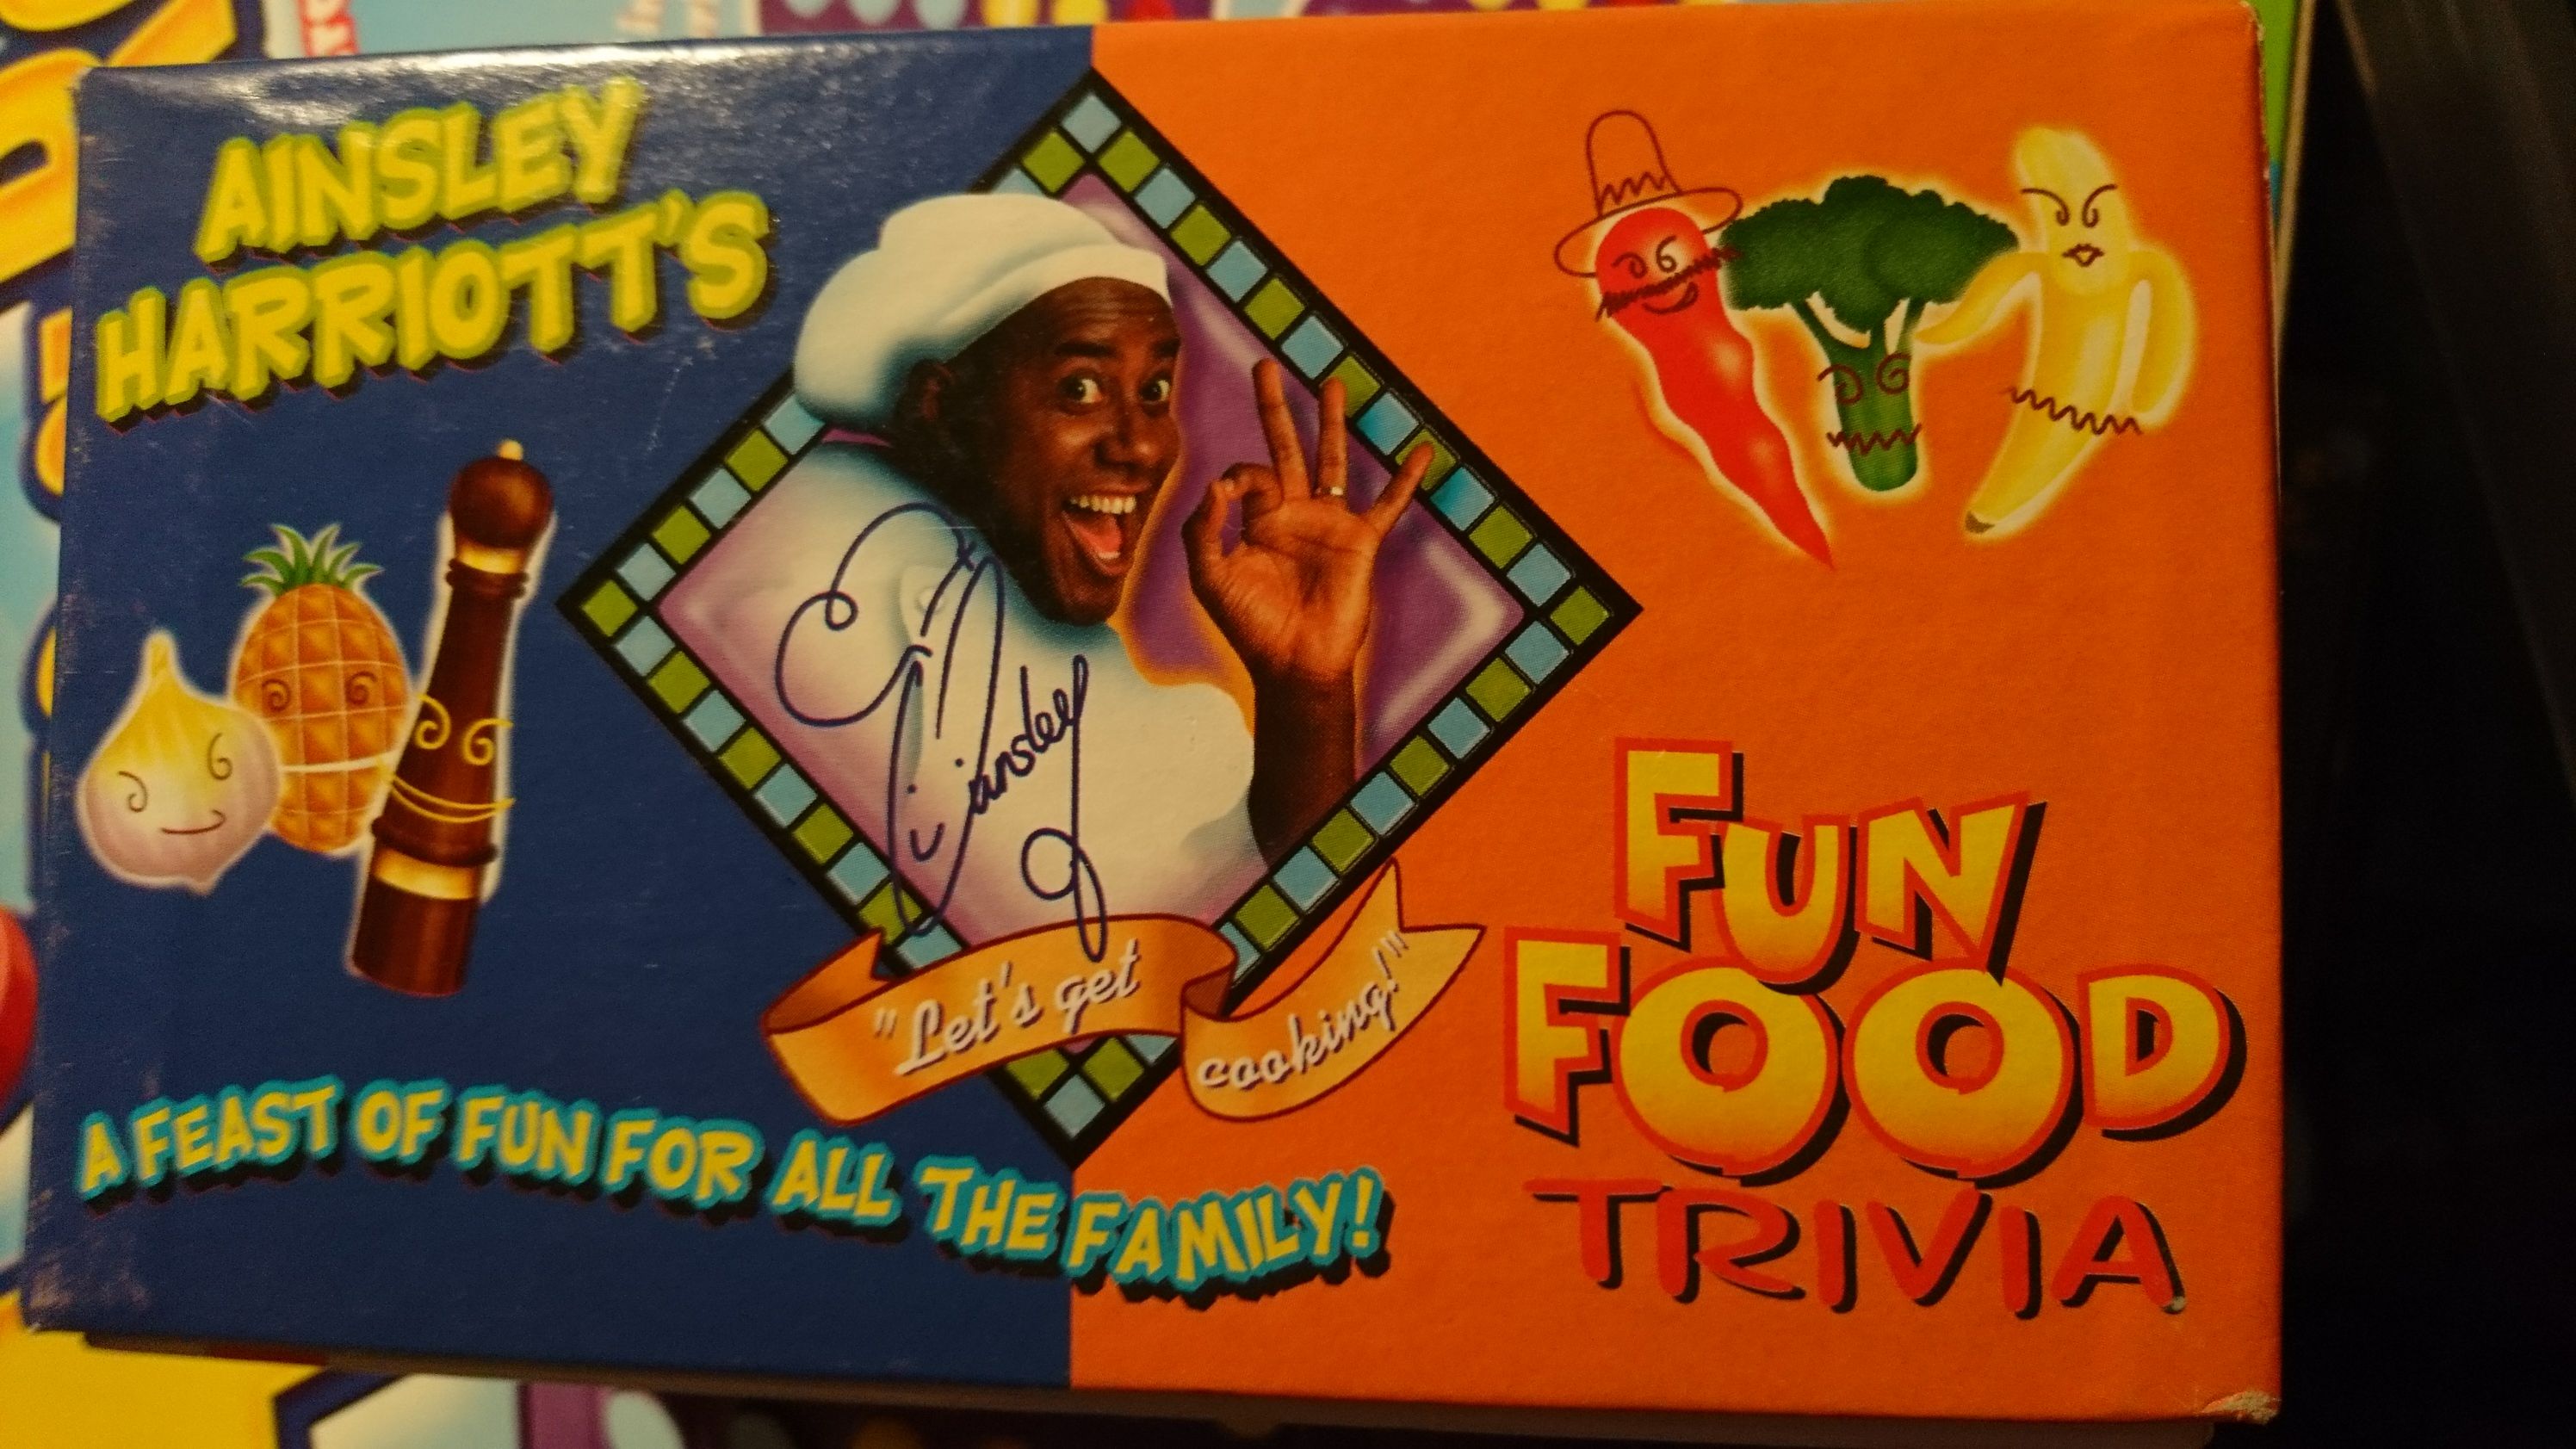 AINSLEY
HARRIOTT'S
Ainsley
"Let's get
cooking!"
A FEAST OF FUN FOR ALL THE FAMILY!
FUN
FOOD
TRIVIA